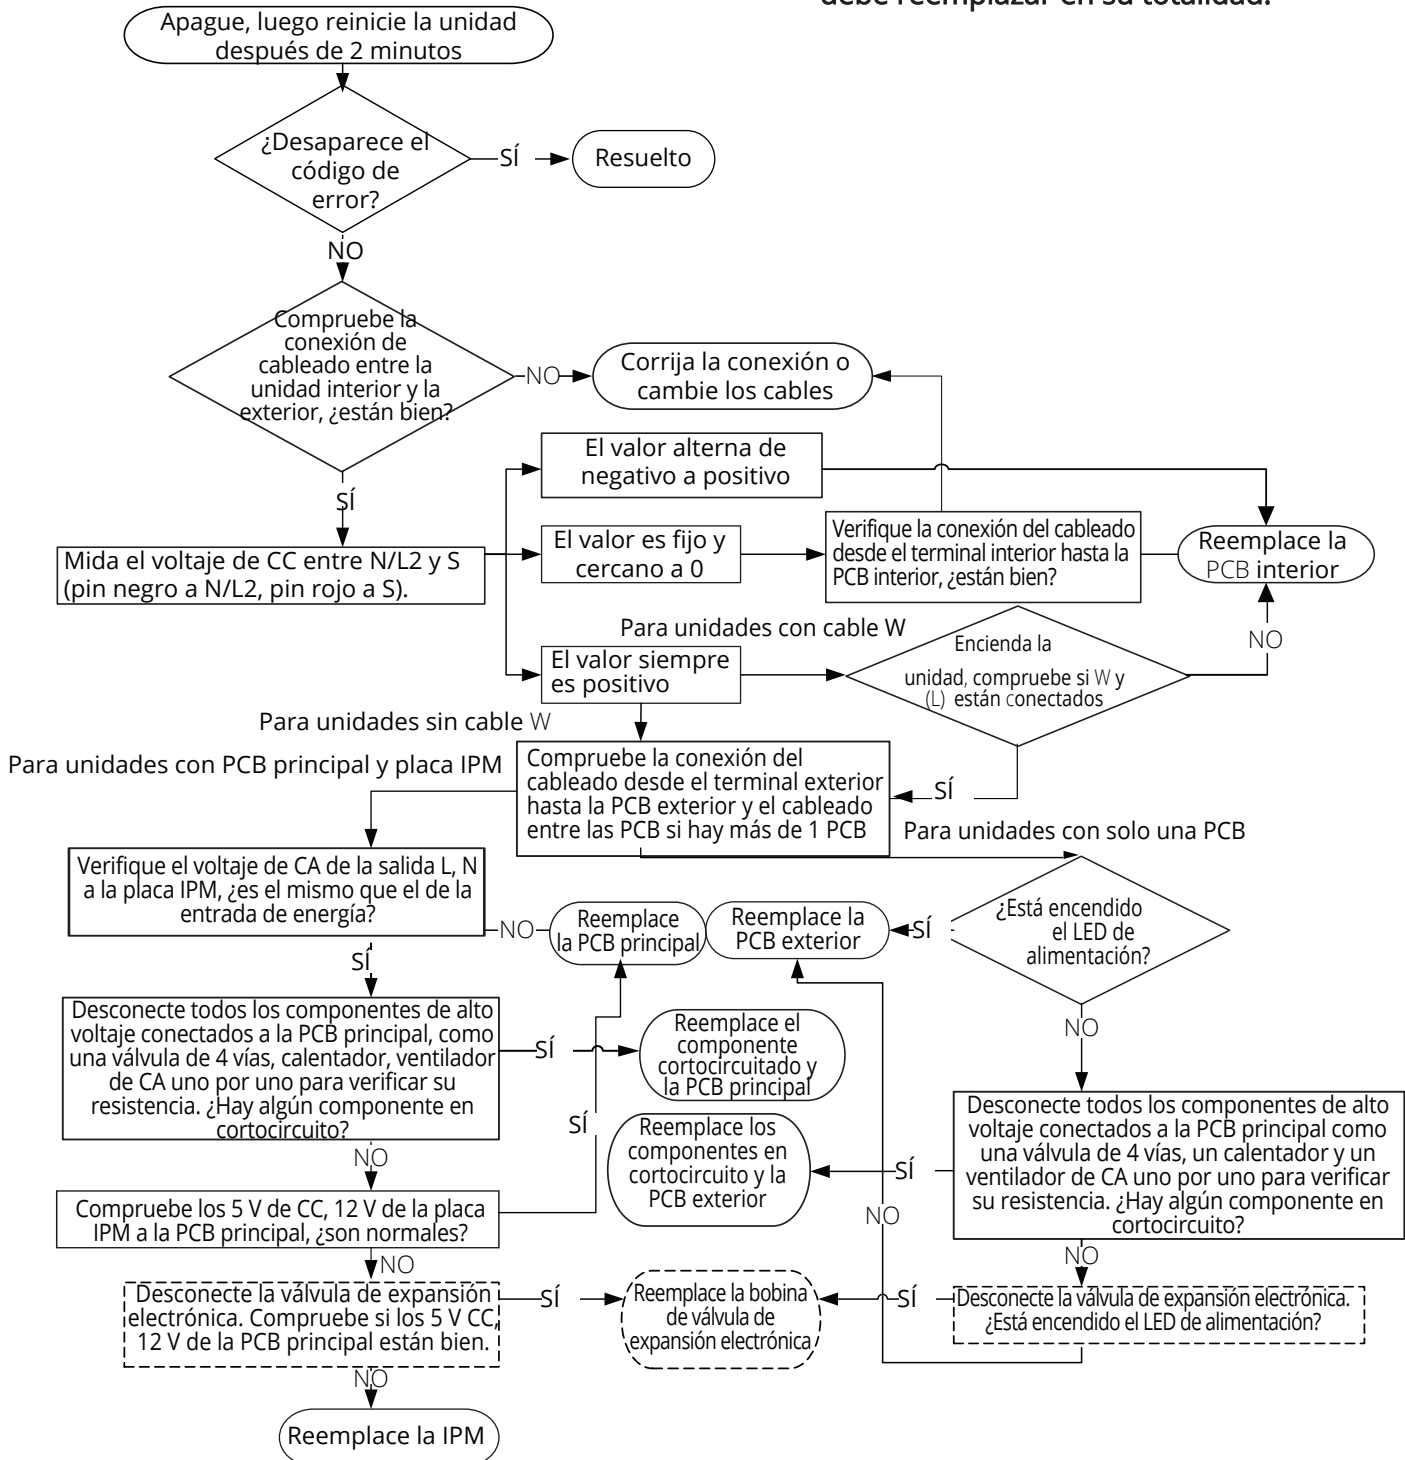 debe reemplazar en su totalidad.
Apague, luego reinicie la unidad
después de 2 minutos
¿Desaparece el
código de
error?
SÍ
Resuelto
NO
Compruebe la
conexión de
cableado entre la
unidad interior y la
exterior, ¿están bien?
NO
Corrija la conexión o
cambie los cables
SÍ
Mida el voltaje de CC entre N/L2 y S
(pin negro a N/L2, pin rojo a S).
El valor alterna de
negativo a positivo
El valor es fijo y
cercano a 0
Verifique la conexión del cableado
desde el terminal interior hasta la
PCB interior, ¿están bien?
Reemplace la
PCB interior
Para unidades con cable W
El valor siempre
es positivo
Encienda la
unidad, compruebe si W y
(L) están conectados
NO
Para unidades sin cable W
Para unidades con PCB principal y placa IPM
Compruebe la conexión del
cableado desde el terminal exterior
hasta la PCB exterior y el cableado
entre las PCB si hay más de 1 PCB
SÍ
Para unidades con solo una PCB
Verifique el voltaje de CA de la salida L, N
a la placa IPM, ¿es el mismo que el de la
entrada de energía?
NO
Reemplace
la PCB principal
Reemplace la
PCB exterior
SÍ
¿Está encendido
el LED de
alimentación?
SÍ
NO
Desconecte todos los componentes de alto
voltaje conectados a la PCB principal, como
una válvula de 4 vías, calentador, ventilador
de CA uno por uno para verificar su
resistencia. ¿Hay algún componente en
cortocircuito?
SÍ
Reemplace el
componente
cortocircuitado y
la PCB principal
NO
SÍ
Reemplace los
componentes en
cortocircuito y la
PCB exterior
SÍ
Desconecte todos los componentes de alto
voltaje conectados a la PCB principal como
una válvula de 4 vías, un calentador y un
ventilador de CA uno por uno para verificar
su resistencia. ¿Hay algún componente en
cortocircuito?
Compruebe los 5 V de CC, 12 V de la placa
IPM a la PCB principal, ¿son normales?
NO
NO
NO
Desconecte la válvula de expansión
electrónica. Compruebe si los 5 V CC,
12 V de la PCB principal están bien.
SÍ
Reemplace la bobina
de válvula de
expansión electrónica
SÍ
Desconecte la válvula de expansión electrónica.
¿Está encendido el LED de alimentación?
NO
Reemplace la IPM